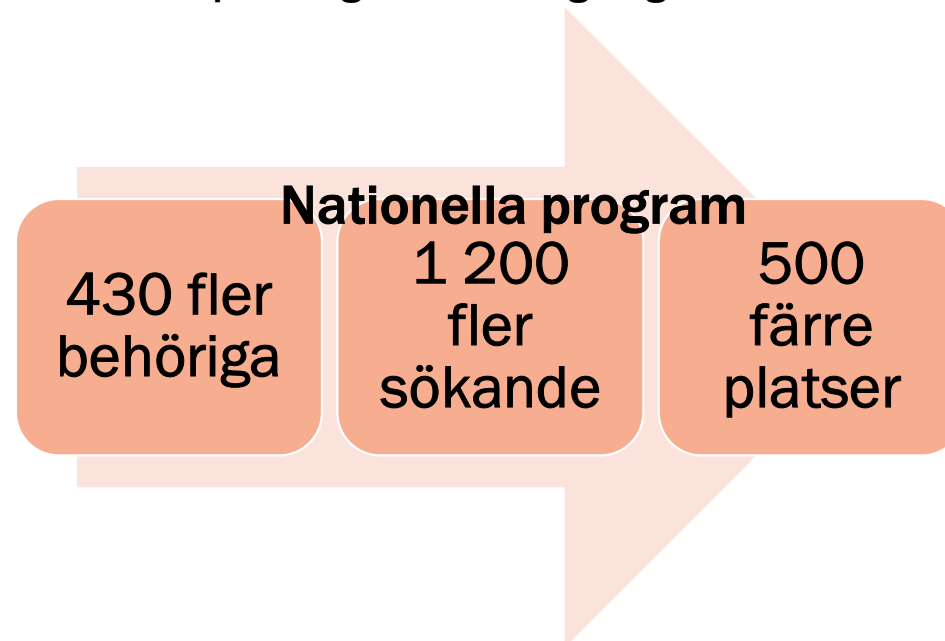 Nationella program
430 fler
behöriga
1 200
fler
sökande
500
färre
platser